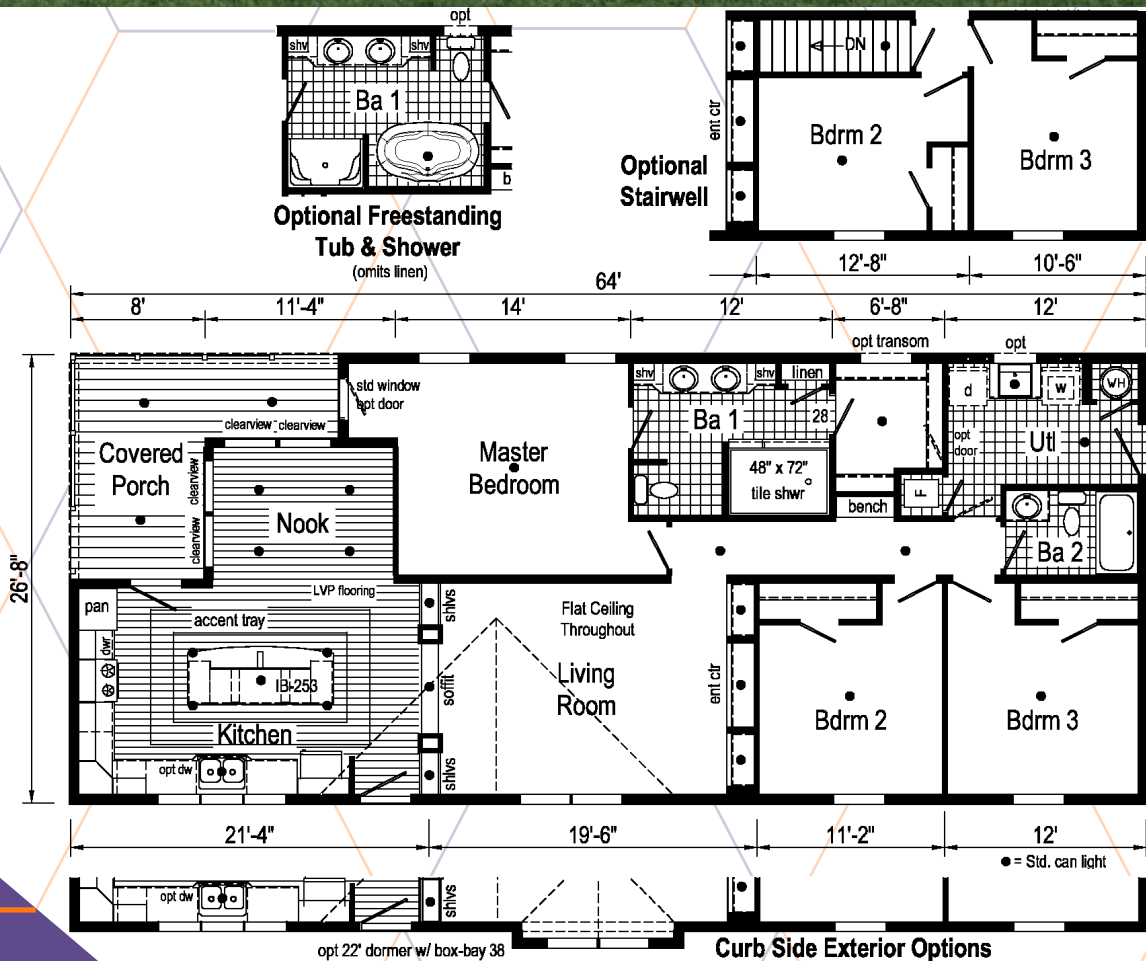 opt
shv
shv
Ba 1
b
Optional Freestanding
Tub & Shower
(omits linen)
DN
ent ctr
Bdrm 2
Bdrm 3
Optional
Stairwell
12'-8"
10'-6"
64'
8'
11'-4"
14'
12'
6'-8"
12'
opt transom
opt
std window
opt door
clearview
clearview
Covered
Porch
clearview
clearview
Nook
Master
Bedroom
shv
shv
linen
Ba 1
28
48" x 72"
tile shwr
bench
d
w
WH
opt
door
Utl
F
Ba 2
26'-8"
pan
dwr
LVP flooring
accent tray
IBI-253
Kitchen
opt dw
shlvs
soffit
shlvs
Flat Ceiling
Throughout
Living
Room
ent ctr
Bdrm 2
Bdrm 3
21'-4"
19'-6"
11'-2"
12'
● = Std. can light
opt dw
shlvs
opt 22' dormer w/ box-bay 38
Curb Side Exterior Options